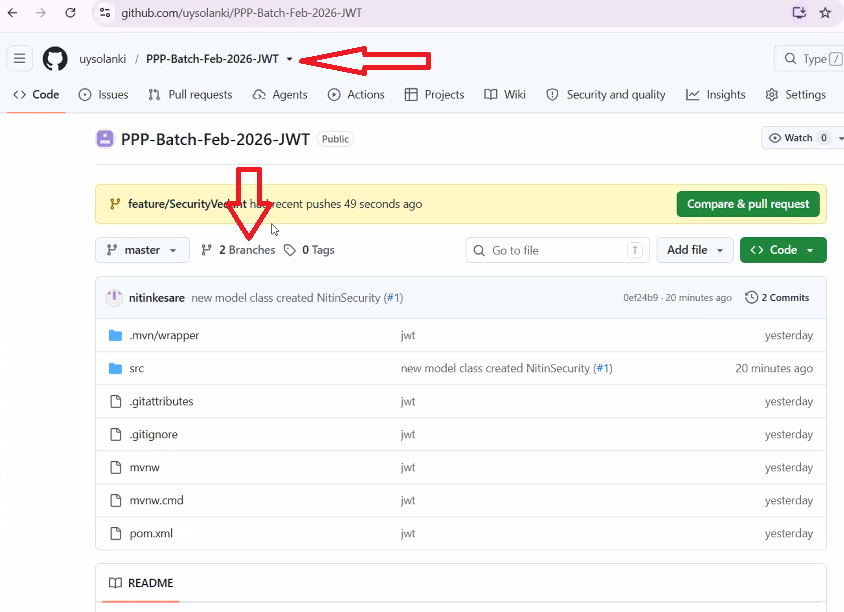 github.com/uysolanki/PPP-Batch-Feb-2026-JWT
uysolanki / PPP-Batch-Feb-2026-JWT
Type /
Code Issues Pull requests Agents Actions Projects Wiki Security and quality Insights Settings
PPP-Batch-Feb-2026-JWT Public
Watch 0
feature/ recent pushes 49 seconds ago
Compare & pull request
master 2 Branches 0 Tags Go to file T Add file Code
nitinkesare new model class created NitinSecurity (#1) 0ef24b9 · 20 minutes ago 2 Commits
.mvn/wrapper jwt yesterday
src new model class created NitinSecurity (#1) 20 minutes ago
.gitattributes jwt yesterday
.gitignore jwt yesterday
mvnw jwt yesterday
mvnw.cmd jwt yesterday
pom.xml jwt yesterday
README